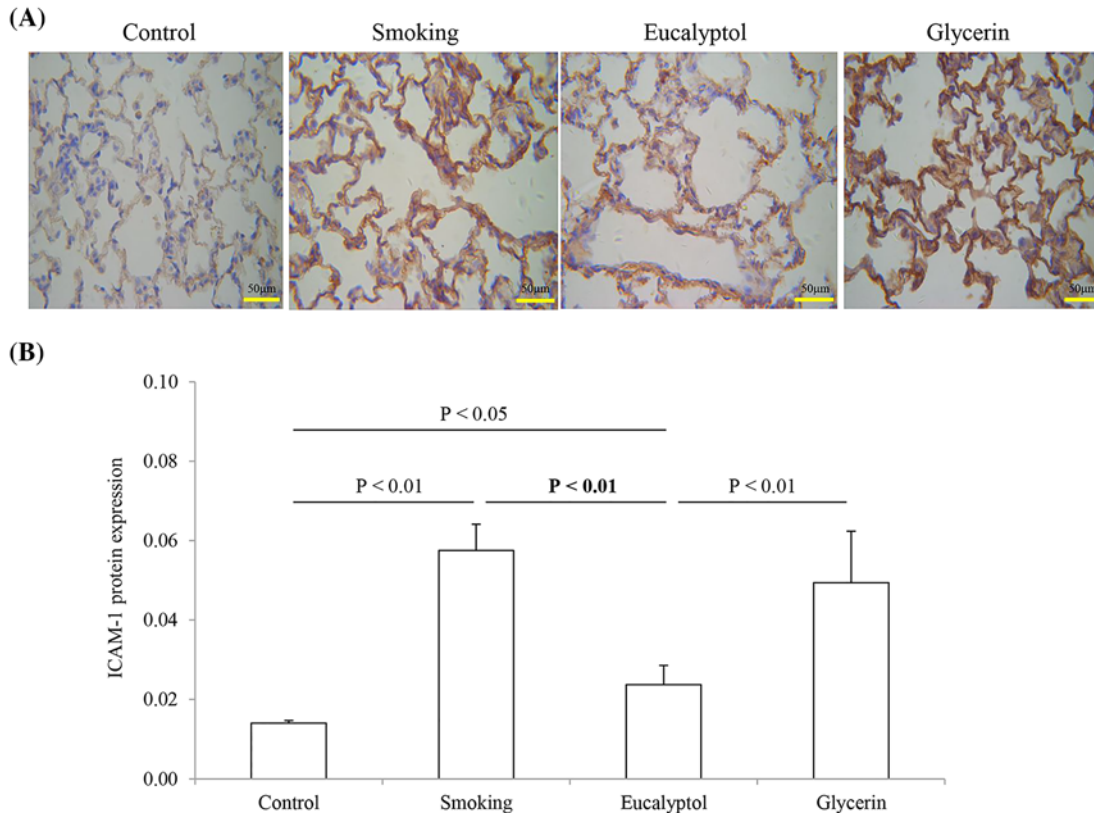 (A)
Control Smoking Eucalyptol Glycerin
50μm 50μm 50μm 50μm
(B)
0.10
P < 0.05
0.08
P < 0.01 P < 0.01 P < 0.01
0.06
ICAM-1 protein expression
0.04
0.02
0.00
Control Smoking Eucalyptol Glycerin